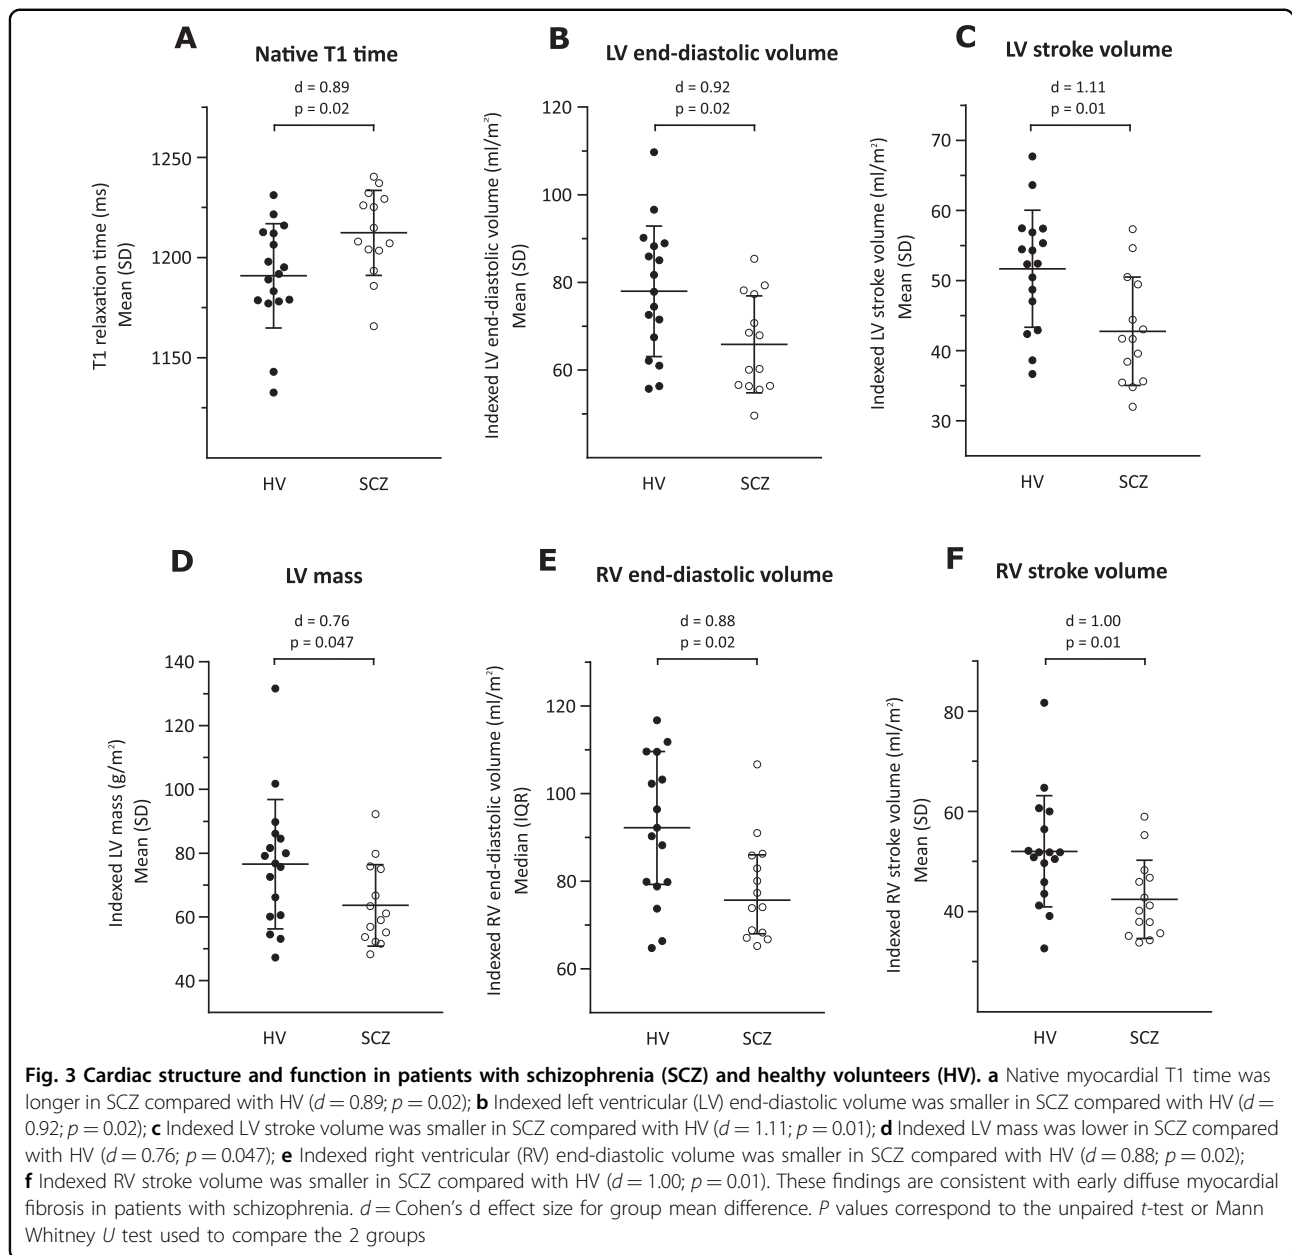 A
Native T1 time
d = 0.89
p = 0.02
T1 relaxation time (ms)
Mean (SD)
1250
1200
1150
HV
SCZ
B
LV end-diastolic volume
d = 0.92
p = 0.02
Indexed LV end-diastolic volume (ml/m²)
Mean (SD)
120
100
80
60
HV
SCZ
C
LV stroke volume
d = 1.11
p = 0.01
Indexed LV stroke volume (ml/m²)
Mean (SD)
70
60
50
40
30
HV
SCZ
D
LV mass
d = 0.76
p = 0.047
Indexed LV mass (g/m²)
Mean (SD)
140
120
100
80
60
40
HV
SCZ
E
RV end-diastolic volume
d = 0.88
p = 0.02
Indexed RV end-diastolic volume (ml/m²)
Median (IQR)
120
100
80
60
HV
SCZ
F
RV stroke volume
d = 1.00
p = 0.01
Indexed RV stroke volume (ml/m²)
Mean (SD)
80
60
40
HV
SCZ
Fig. 3 Cardiac structure and function in patients with schizophrenia (SCZ) and healthy volunteers (HV). a Native myocardial T1 time was
longer in SCZ compared with HV (d = 0.89; p = 0.02); b Indexed left ventricular (LV) end-diastolic volume was smaller in SCZ compared with HV (d =
0.92; p = 0.02); c Indexed LV stroke volume was smaller in SCZ compared with HV (d = 1.11; p = 0.01); d Indexed LV mass was lower in SCZ compared
with HV (d = 0.76; p = 0.047); e Indexed right ventricular (RV) end-diastolic volume was smaller in SCZ compared with HV (d = 0.88; p = 0.02);
f Indexed RV stroke volume was smaller in SCZ compared with HV (d = 1.00; p = 0.01). These findings are consistent with early diffuse myocardial
fibrosis in patients with schizophrenia. d = Cohen's d effect size for group mean difference. P values correspond to the unpaired t-test or Mann
Whitney U test used to compare the 2 groups